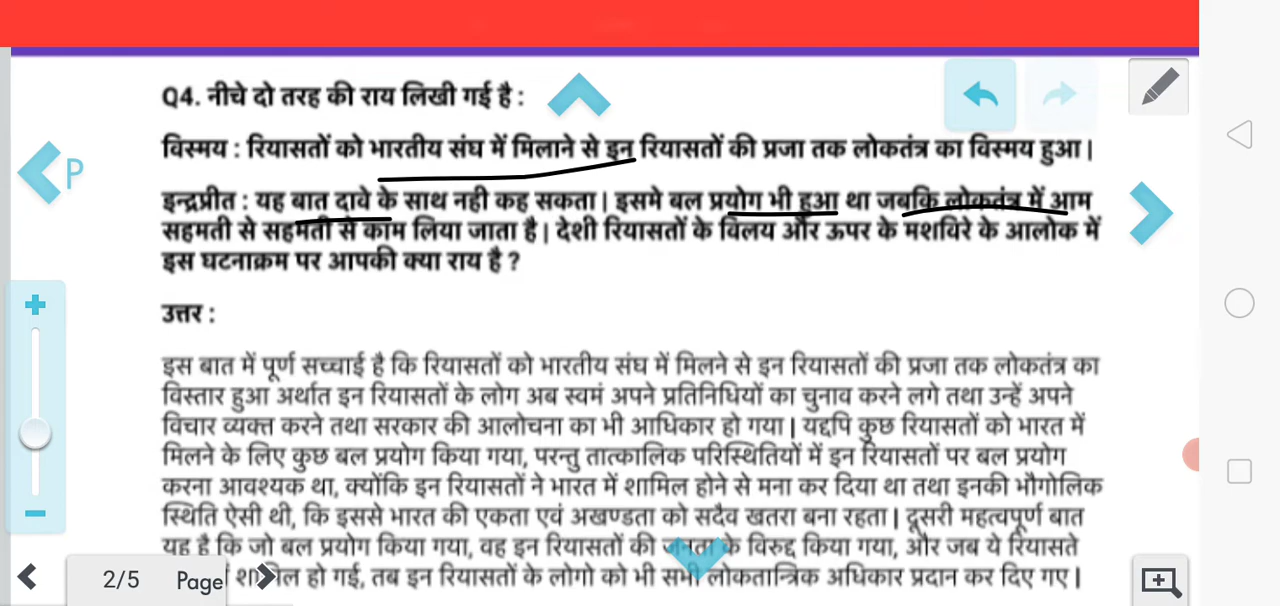 Q4. नीचे दो तरह की राय लिखी गई है :
P
विस्मय : रियासतों को भारतीय संघ में मिलाने से इन रियासतों की प्रजा तक लोकतंत्र का विस्मय हुआ |
इन्द्रप्रीत : यह बात दावे के साथ नही कह सकता | इसमे बल प्रयोग भी हुआ था जबकि लोकतंत्र में आम
सहमती से सहमती से काम लिया जाता है | देशी रियासतों के विलय और ऊपर के मशविरे के आलोक में
इस घटनाक्रम पर आपकी क्या राय है ?
उत्तर :
इस बात में पूर्ण सच्चाई है कि रियासतों को भारतीय संघ में मिलने से इन रियासतों की प्रजा तक लोकतंत्र का
विस्तार हुआ अर्थात इन रियासतों के लोग अब स्वमं अपने प्रतिनिधियों का चुनाव करने लगे तथा उन्हें अपने
विचार व्यक्त करने तथा सरकार की आलोचना का भी आधिकार हो गया | यद्दपि कुछ रियासतों को भारत में
मिलने के लिए कुछ बल प्रयोग किया गया, परन्तु तात्कालिक परिस्थितियों में इन रियासतों पर बल प्रयोग
करना आवश्यक था, क्योंकि इन रियासतों ने भारत में शामिल होने से मना कर दिया था तथा इनकी भौगोलिक
स्थिति ऐसी थी, कि इससे भारत की एकता एवं अखण्डता को सदैव खतरा बना रहता | दूसरी महत्वपूर्ण बात
यह है कि जो बल प्रयोग किया गया, वह इन रियासतों की के विरुद्द किया गया, और जब ये रियासते
हो गई, तब इन रियासतों के लोगो को भी सभी लोकतान्त्रिक अधिकार प्रदान कर दिए गए |
2/5 Page